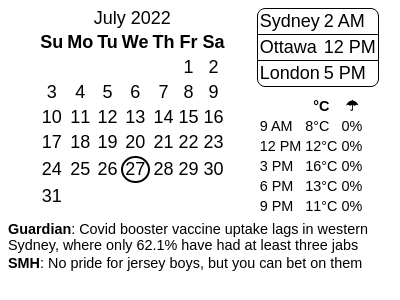 July 2022
Su Mo Tu We Th Fr Sa
1 2
3 4 5 6 7 8 9
10 11 12 13 14 15 16
17 18 19 20 21 22 23
24 25 26 27 28 29 30
31
Sydney 2 AM
Ottawa 12 PM
London 5 PM
°C ☂
9 AM 8°C 0%
12 PM 12°C 0%
3 PM 16°C 0%
6 PM 13°C 0%
9 PM 11°C 0%
Guardian: Covid booster vaccine uptake lags in western
Sydney, where only 62.1% have had at least three jabs
SMH: No pride for jersey boys, but you can bet on them